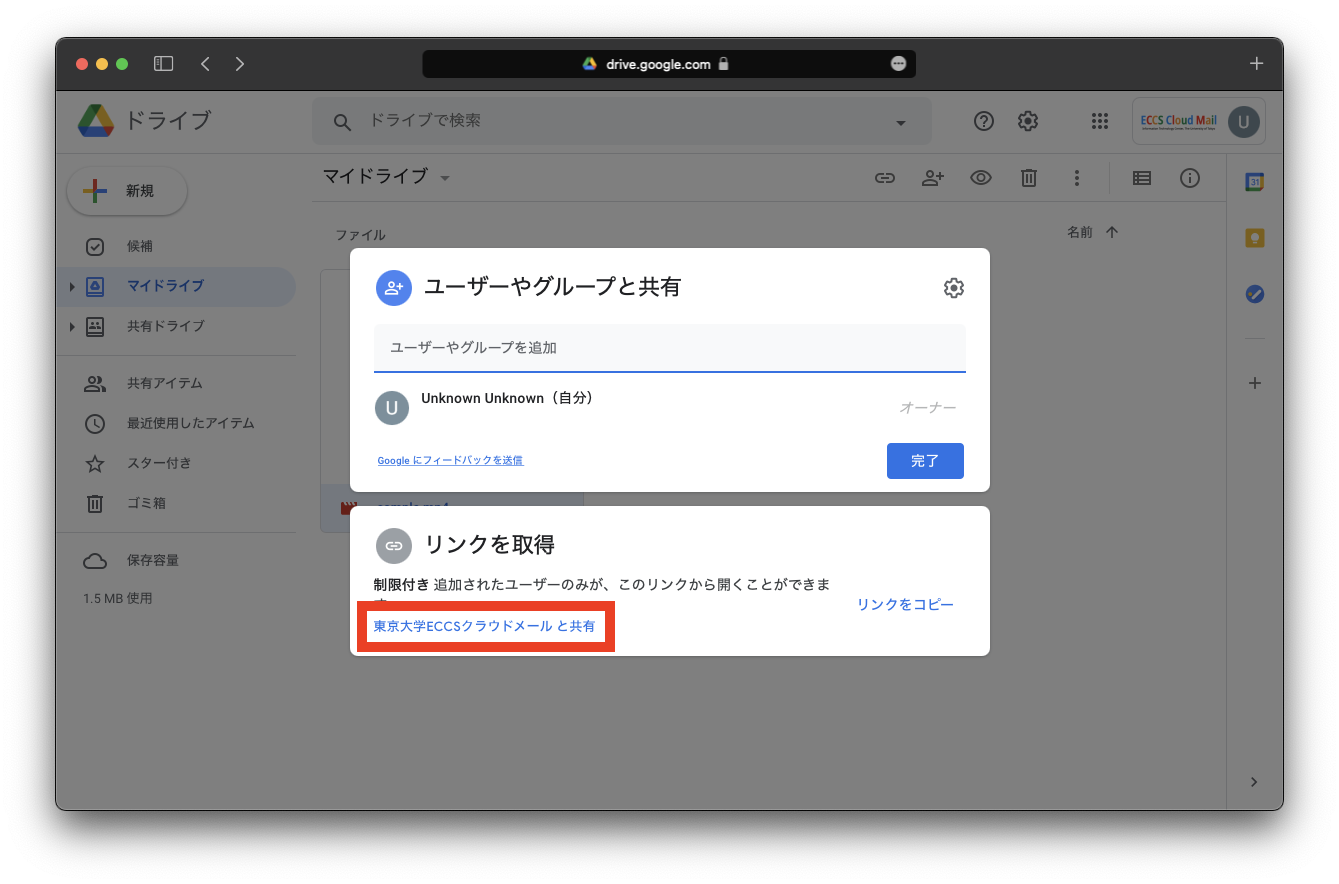 drive.google.com
ドライブ
ドライブで検索
ECCS Cloud Mail
U
新規
マイドライブ
31
候補
ファイル
名前
マイドライブ
共有ドライブ
共有アイテム
最近使用したアイテム
スター付き
ゴミ箱
保存容量
1.5 MB 使用
ユーザーやグループと共有
ユーザーやグループを追加
U
Unknown Unknown（自分）
オーナー
Google にフィードバックを送信
完了
リンクを取得
制限付き 追加されたユーザーのみが、このリンクから開くことができま
リンクをコピー
東京大学ECCSクラウドメール と共有